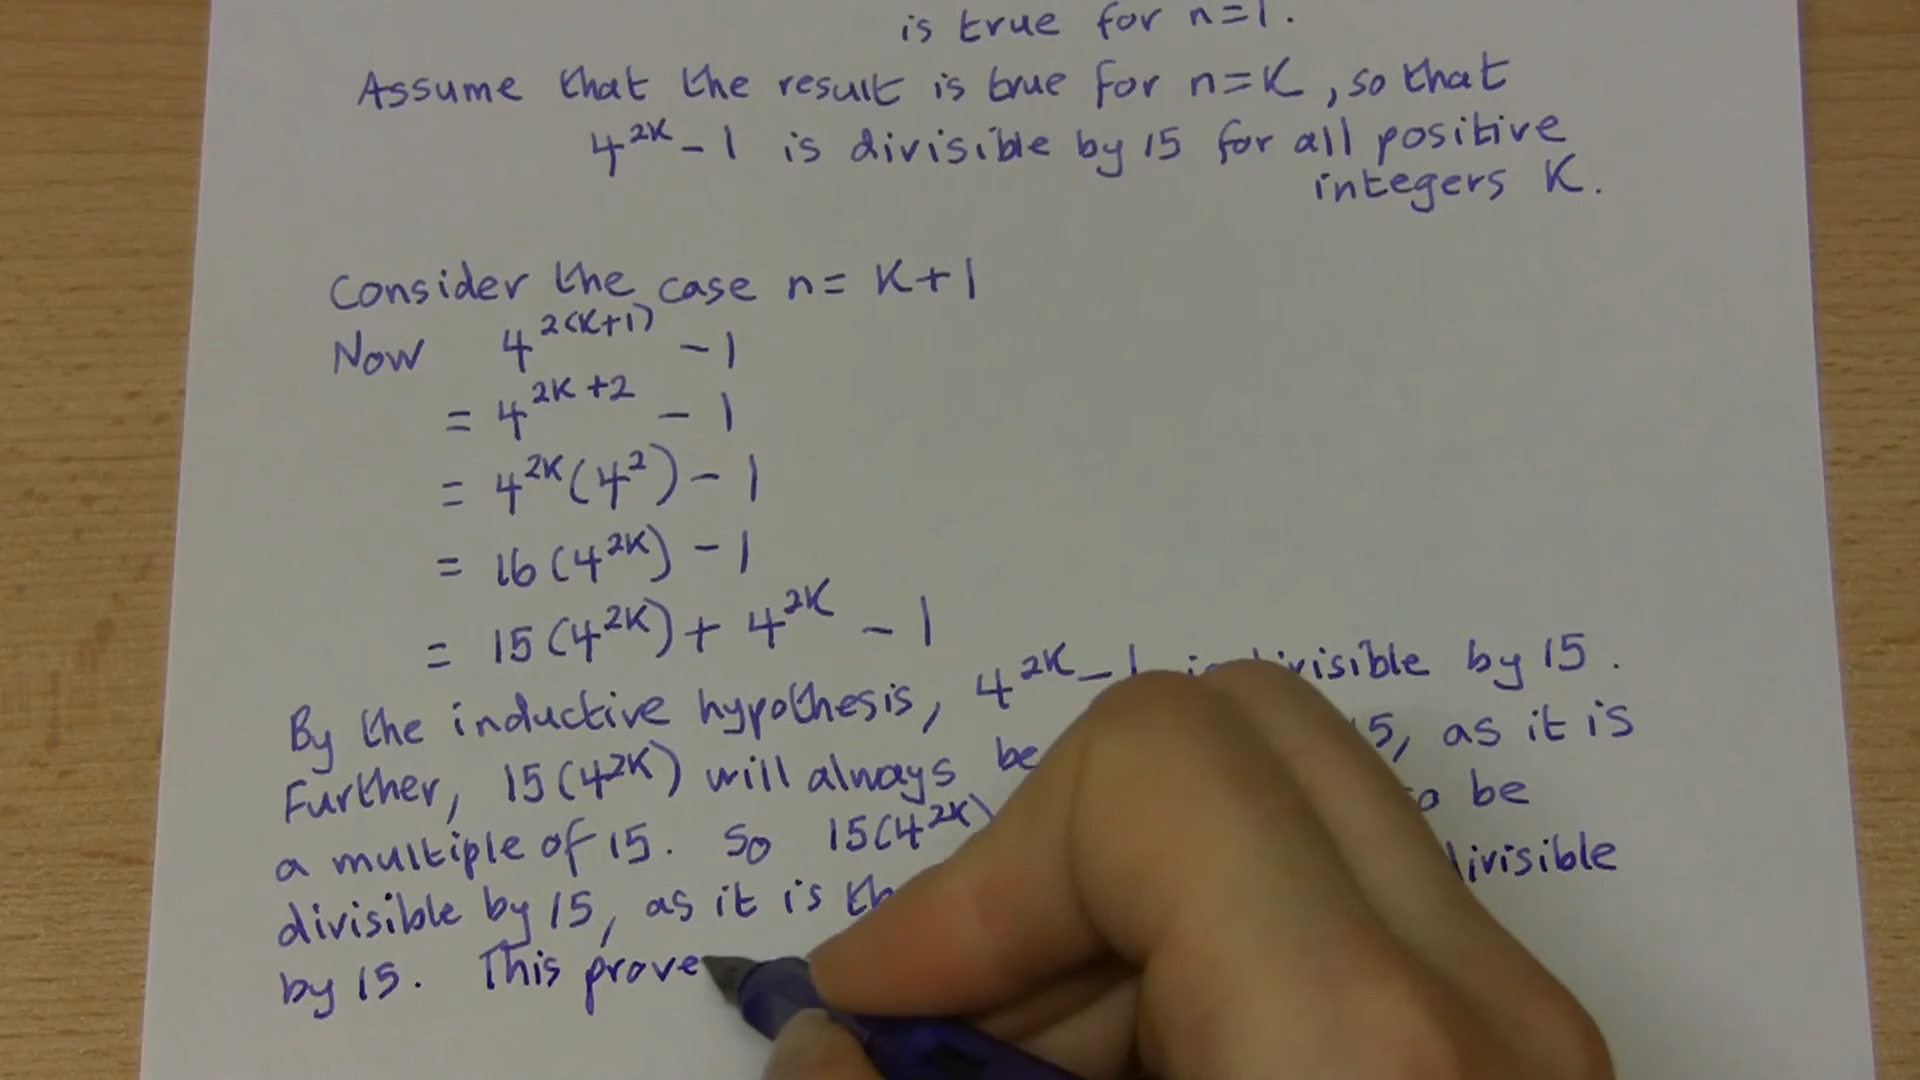 is true for n=1.
Assume that the result is true for n=K, so that
4^{2K} - 1 is divisible by 15 for all positive
integers K.
Consider the case n= K+1
Now 4^{2(K+1)} - 1
= 4^{2K+2} - 1
= 4^{2K}(4^2) - 1
= 16(4^{2K}) - 1
= 15(4^{2K}) + 4^{2K} - 1
By the inductive hypothesis, 4^{2K} - 1 divisible by 15.
Further, 15(4^{2K}) will always be 15, as it is
a multiple of 15. So 15(4^{2K}) be
divisible by 15, as it is divisible
by 15. This prove